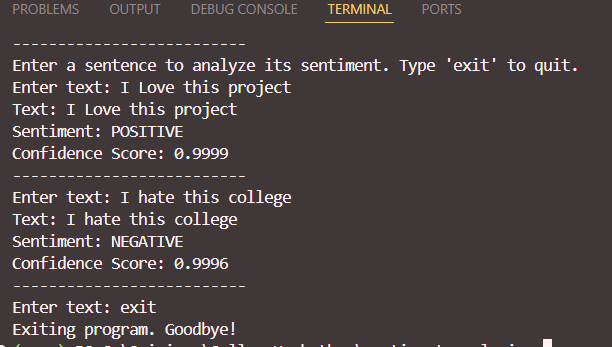 PROBLEMS OUTPUT DEBUG CONSOLE TERMINAL PORTS
--------------------------
Enter a sentence to analyze its sentiment. Type 'exit' to quit.
Enter text: I Love this project
Text: I Love this project
Sentiment: POSITIVE
Confidence Score: 0.9999
--------------------------
Enter text: I hate this college
Text: I hate this college
Sentiment: NEGATIVE
Confidence Score: 0.9996
--------------------------
Enter text: exit
Exiting program. Goodbye!